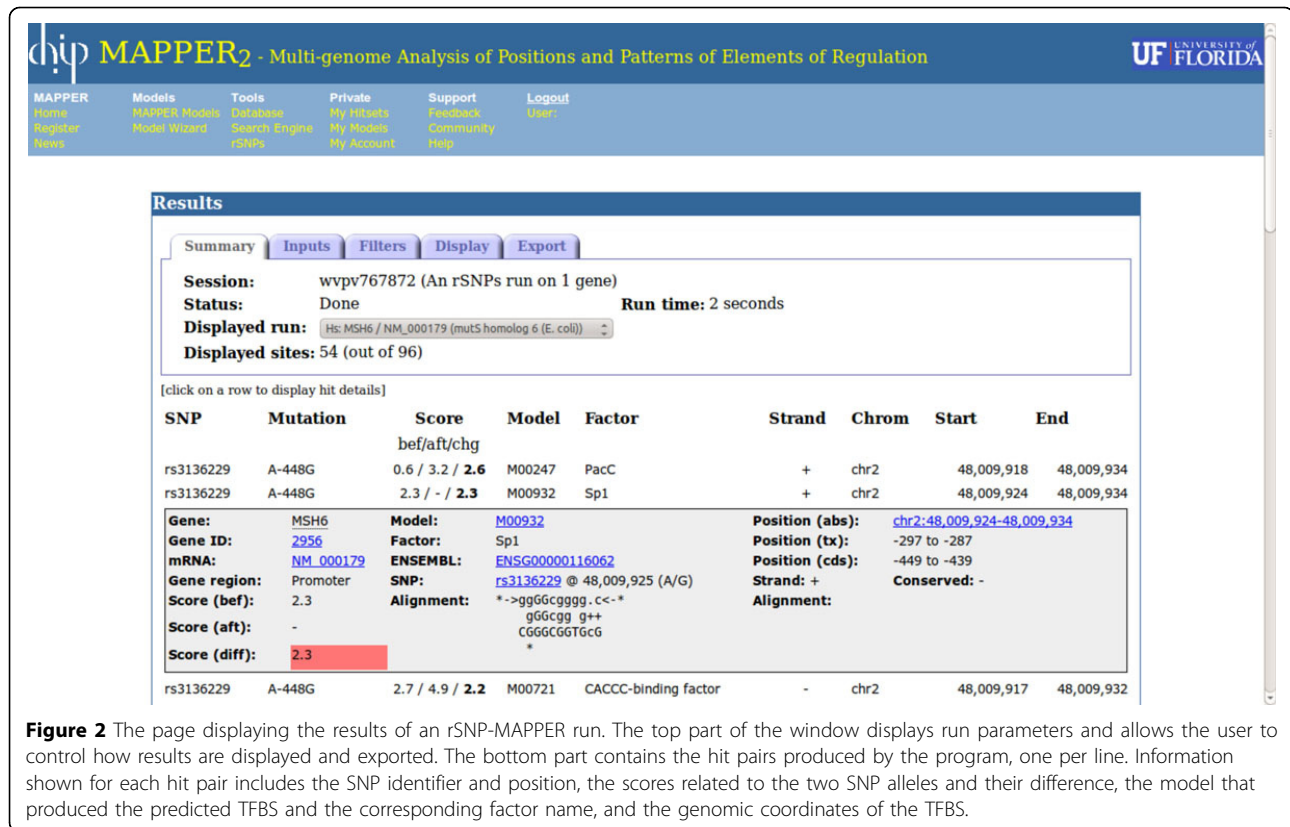 chip MAPPER2 - Multi-genome Analysis of Positions and Patterns of Elements of Regulation UF UNIVERSITY of FLORIDA
MAPPER Models Tools Private Support Logout
Home MAPPER Models Database My Hitsets Feedback User:
Register Model Wizard Search Engine My Models Community
News rSNPs My Account Help
Results
Summary Inputs Filters Display Export
Session: wvpv767872 (An rSNPs run on 1 gene)
Status: Done Run time: 2 seconds
Displayed run: Hs: MSH6 / NM_000179 (mutS homolog 6 (E. coli))
Displayed sites: 54 (out of 96)
[click on a row to display hit details]
SNP Mutation Score Model Factor Strand Chrom Start End
bef/aft/chg
rs3136229 A-448G 0.6 / 3.2 / 2.6 M00247 PacC + chr2 48,009,918 48,009,934
rs3136229 A-448G 2.3 / - / 2.3 M00932 Sp1 + chr2 48,009,924 48,009,934
Gene: MSH6 Model: M00932 Position (abs): chr2:48,009,924-48,009,934
Gene ID: 2956 Factor: Sp1 Position (tx): -297 to -287
mRNA: NM_000179 ENSEMBL: ENSG00000116062 Position (cds): -449 to -439
Gene region: Promoter SNP: rs3136229 @ 48,009,925 (A/G) Strand: + Conserved: -
Score (bef): 2.3 Alignment: *->ggGGcgggg.c<-* Alignment:
gGGcgg g++
Score (aft): - CGGGCGGTGcG
*
Score (diff): 2.3
rs3136229 A-448G 2.7 / 4.9 / 2.2 M00721 CACCC-binding factor - chr2 48,009,917 48,009,932
Figure 2 The page displaying the results of an rSNP-MAPPER run. The top part of the window displays run parameters and allows the user to
control how results are displayed and exported. The bottom part contains the hit pairs produced by the program, one per line. Information
shown for each hit pair includes the SNP identifier and position, the scores related to the two SNP alleles and their difference, the model that
produced the predicted TFBS and the corresponding factor name, and the genomic coordinates of the TFBS.